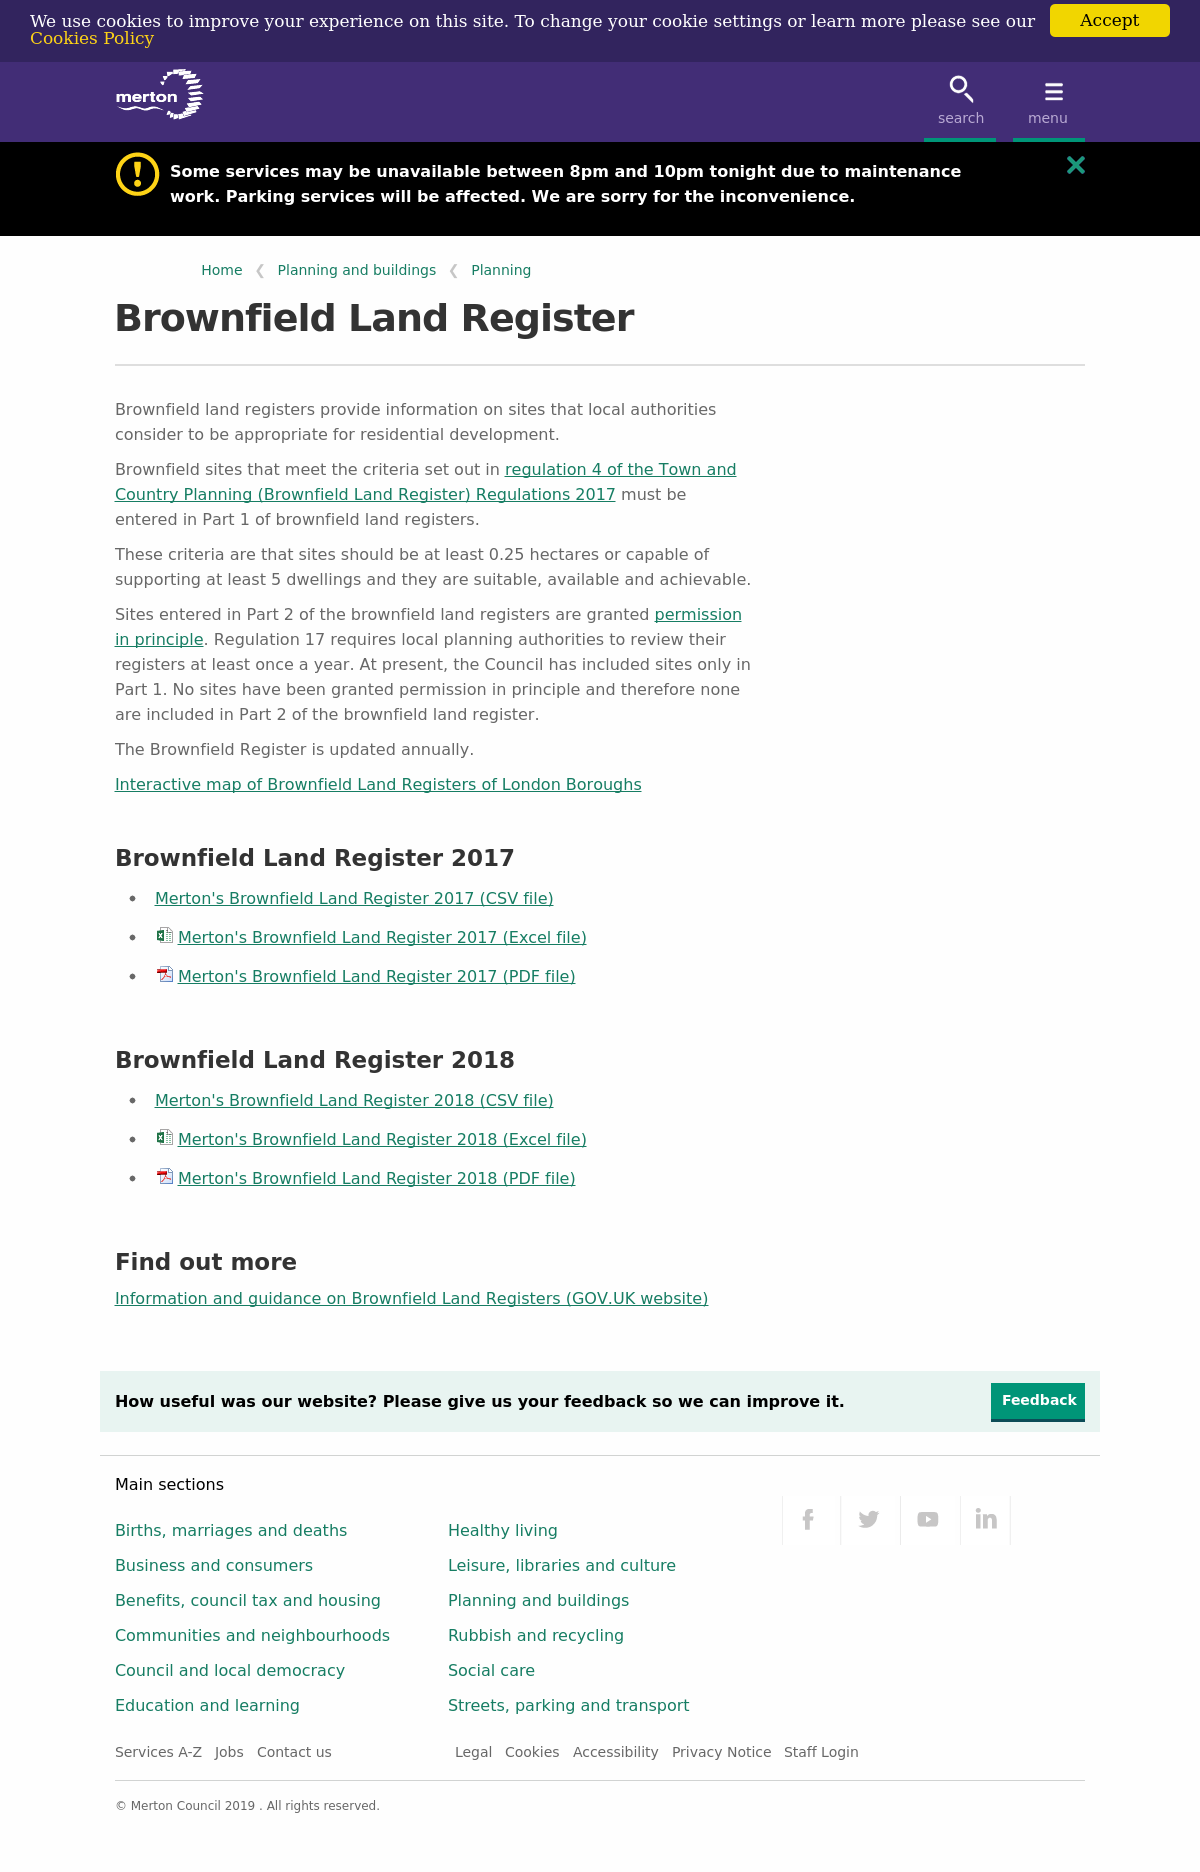 We use cookies to improve your experience on this site. To change your cookie settings or learn more please see our
Cookies Policy
Accept
merton
search
menu
Some services may be unavailable between 8pm and 10pm tonight due to maintenance
work. Parking services will be affected. We are sorry for the inconvenience.
Home ❮ Planning and buildings ❮ Planning
Brownfield Land Register
Brownfield land registers provide information on sites that local authorities
consider to be appropriate for residential development.
Brownfield sites that meet the criteria set out in regulation 4 of the Town and
Country Planning (Brownfield Land Register) Regulations 2017 must be
entered in Part 1 of brownfield land registers.
These criteria are that sites should be at least 0.25 hectares or capable of
supporting at least 5 dwellings and they are suitable, available and achievable.
Sites entered in Part 2 of the brownfield land registers are granted permission
in principle. Regulation 17 requires local planning authorities to review their
registers at least once a year. At present, the Council has included sites only in
Part 1. No sites have been granted permission in principle and therefore none
are included in Part 2 of the brownfield land register.
The Brownfield Register is updated annually.
Interactive map of Brownfield Land Registers of London Boroughs
Brownfield Land Register 2017
• Merton's Brownfield Land Register 2017 (CSV file)
• Merton's Brownfield Land Register 2017 (Excel file)
• Merton's Brownfield Land Register 2017 (PDF file)
Brownfield Land Register 2018
• Merton's Brownfield Land Register 2018 (CSV file)
• Merton's Brownfield Land Register 2018 (Excel file)
• Merton's Brownfield Land Register 2018 (PDF file)
Find out more
Information and guidance on Brownfield Land Registers (GOV.UK website)
How useful was our website? Please give us your feedback so we can improve it.
Feedback
Main sections
Births, marriages and deaths
Business and consumers
Benefits, council tax and housing
Communities and neighbourhoods
Council and local democracy
Education and learning
Healthy living
Leisure, libraries and culture
Planning and buildings
Rubbish and recycling
Social care
Streets, parking and transport
Services A-Z Jobs Contact us
Legal Cookies Accessibility Privacy Notice Staff Login
© Merton Council 2019 . All rights reserved.